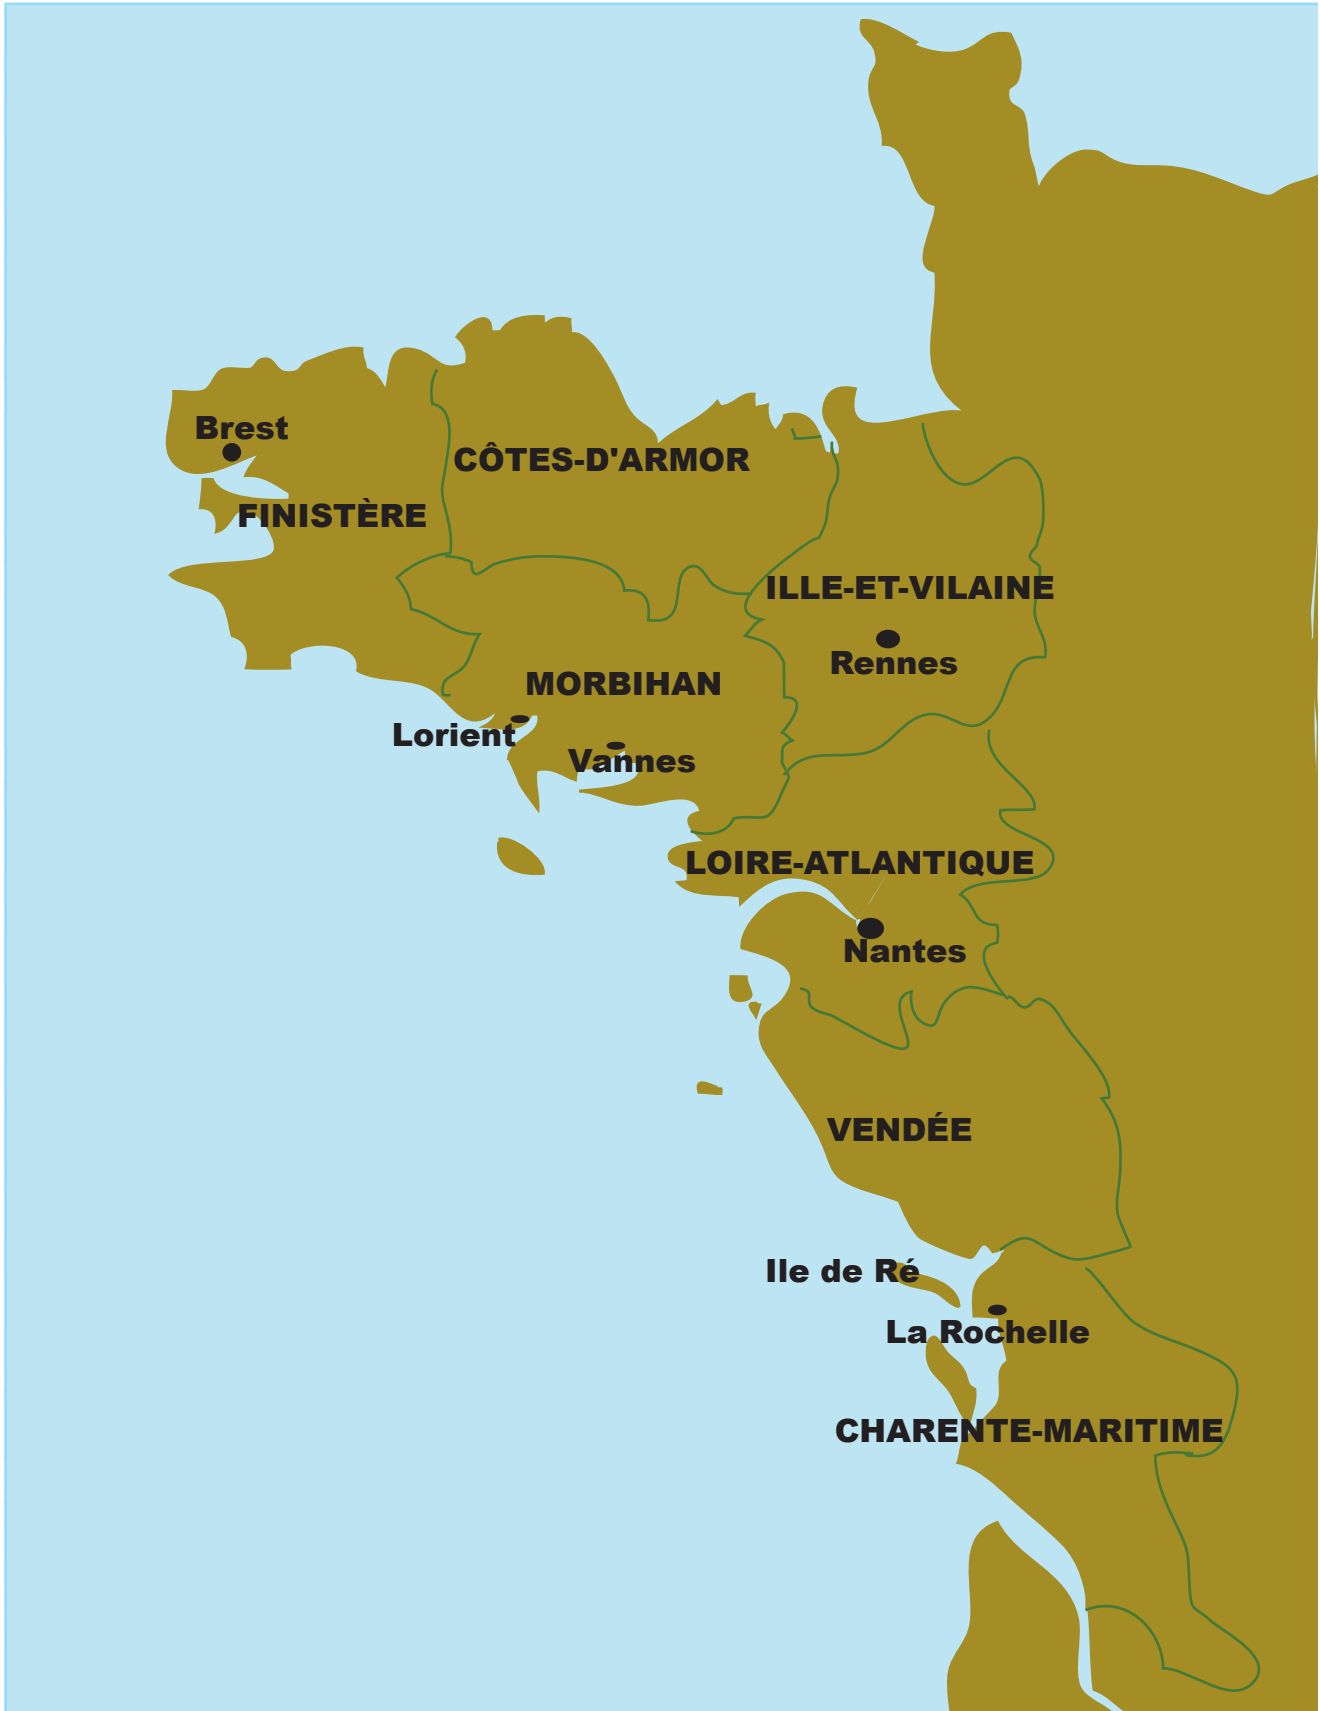 Brest
CÔTES-D'ARMOR
FINISTÈRE
ILLE-ET-VILAINE
Rennes
MORBIHAN
Lorient
Vannes
LOIRE-ATLANTIQUE
Nantes
VENDÉE
Ile de Ré
La Rochelle
CHARENTE-MARITIME